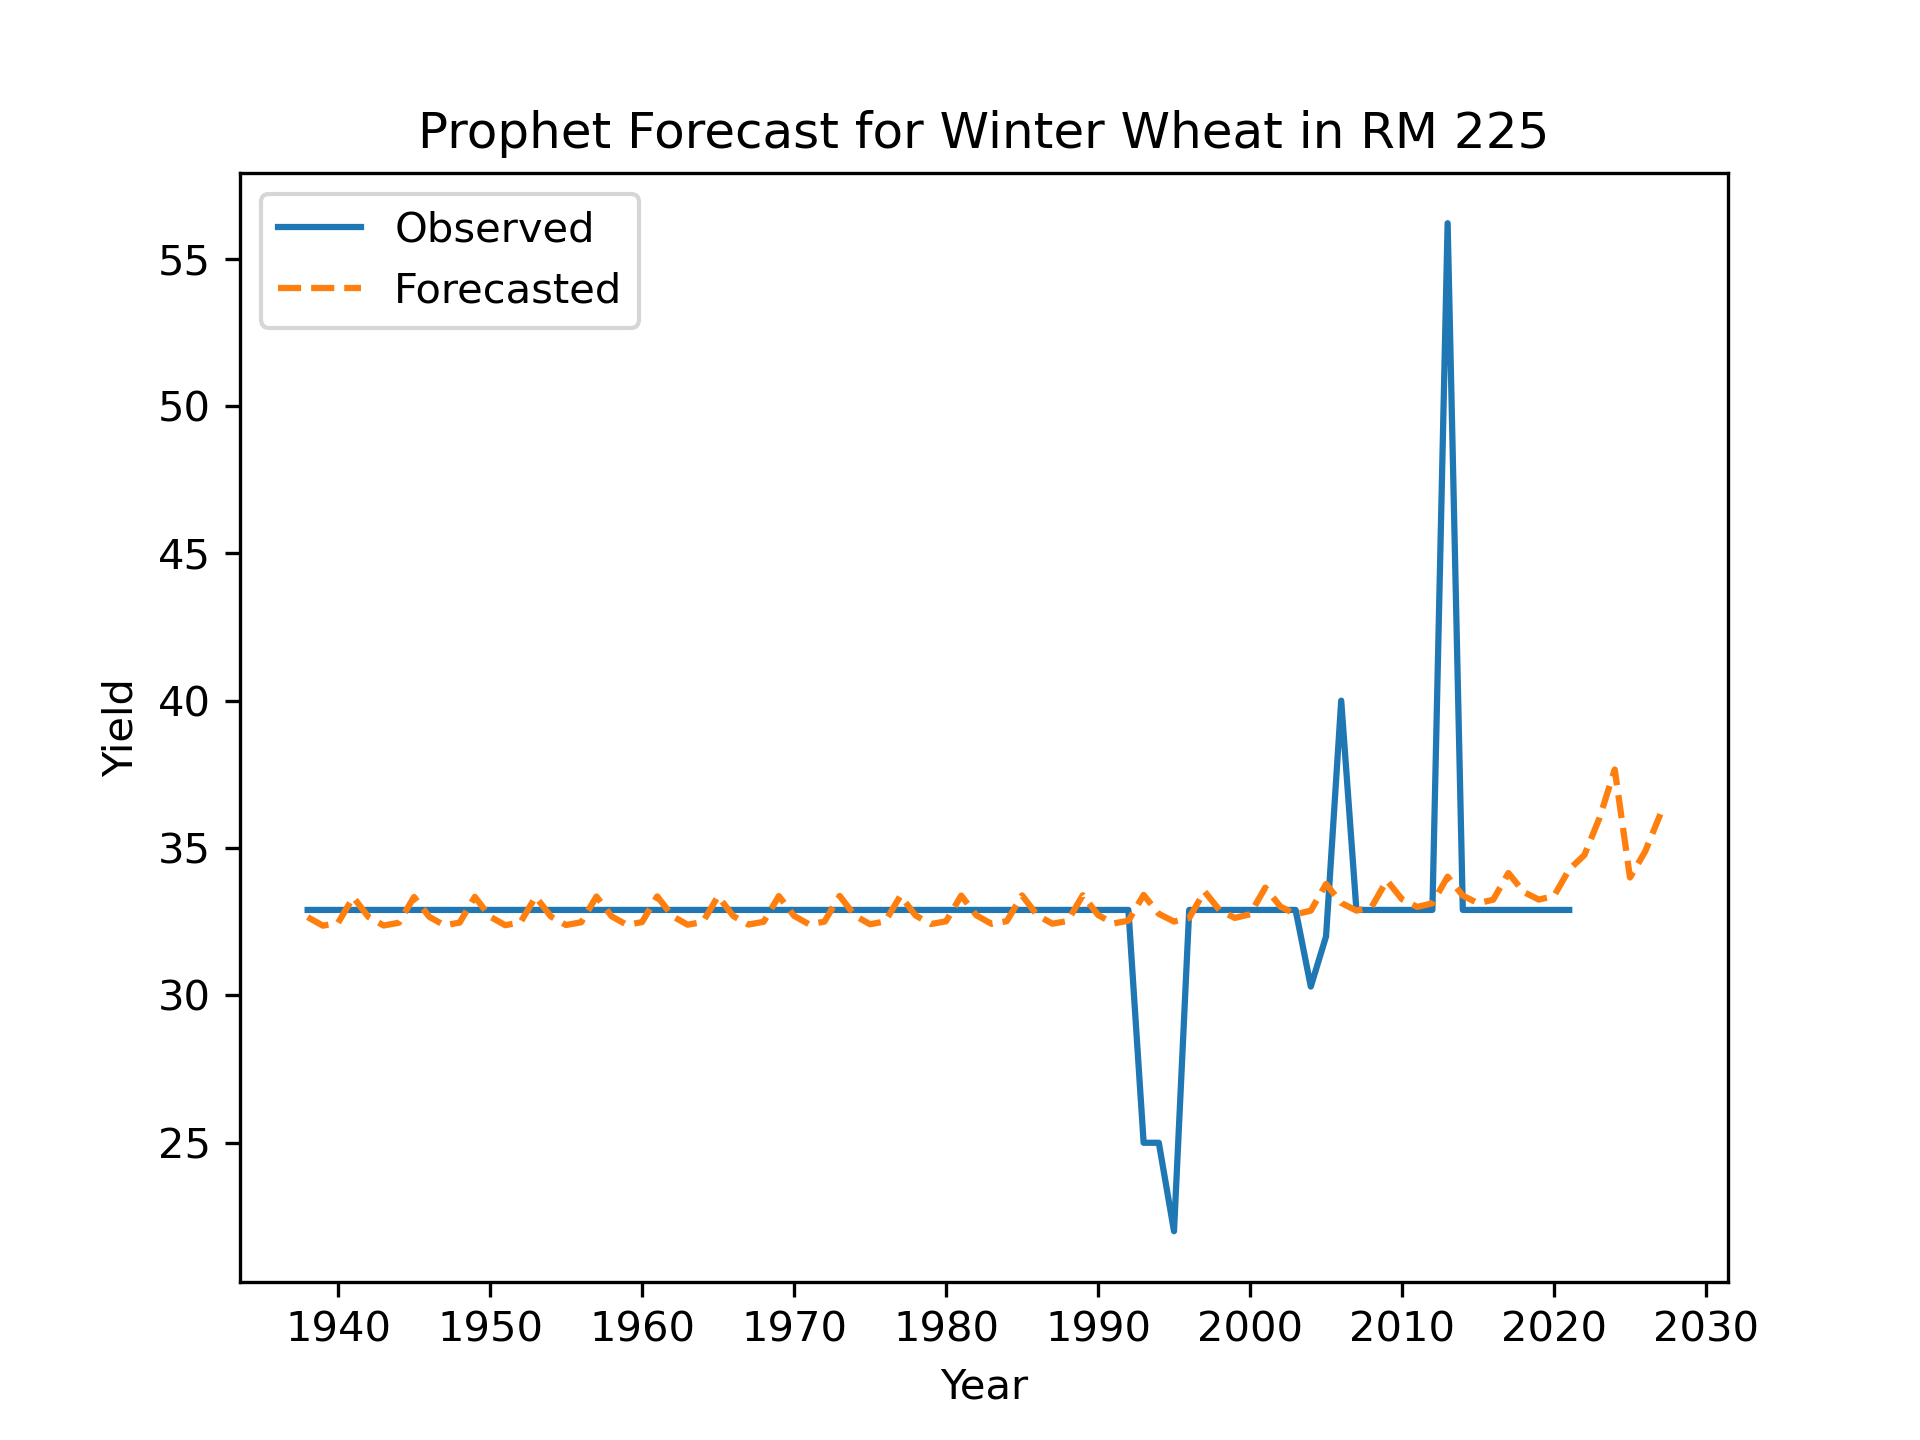 Prophet Forecast for Winter Wheat in RM 225
Observed
Forecasted
55
50
45
40
35
30
25
Yield
1940 1950 1960 1970 1980 1990 2000 2010 2020 2030
Year